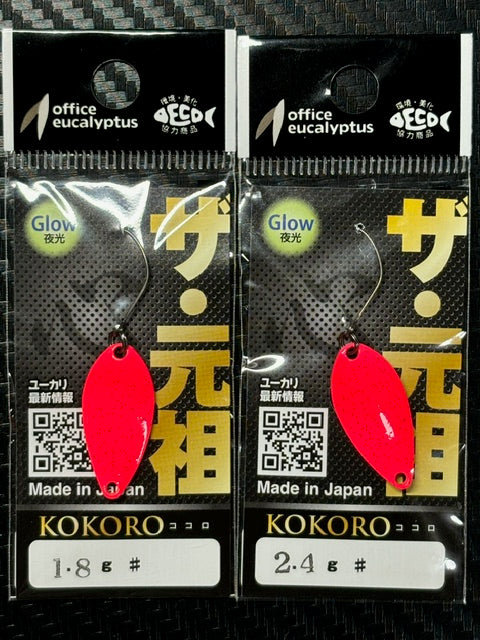 office
eucalyptus
環境・美化
ECO
協力商品
Glow
夜光
ザ・元祖
ユーカリ
最新情報
Made in Japan
KOKORO ココロ
1.8 g #
office
eucalyptus
環境・美化
ECO
協力商品
Glow
夜光
ザ・元祖
ユーカリ
最新情報
Made in Japan
KOKORO ココロ
2.4 g #